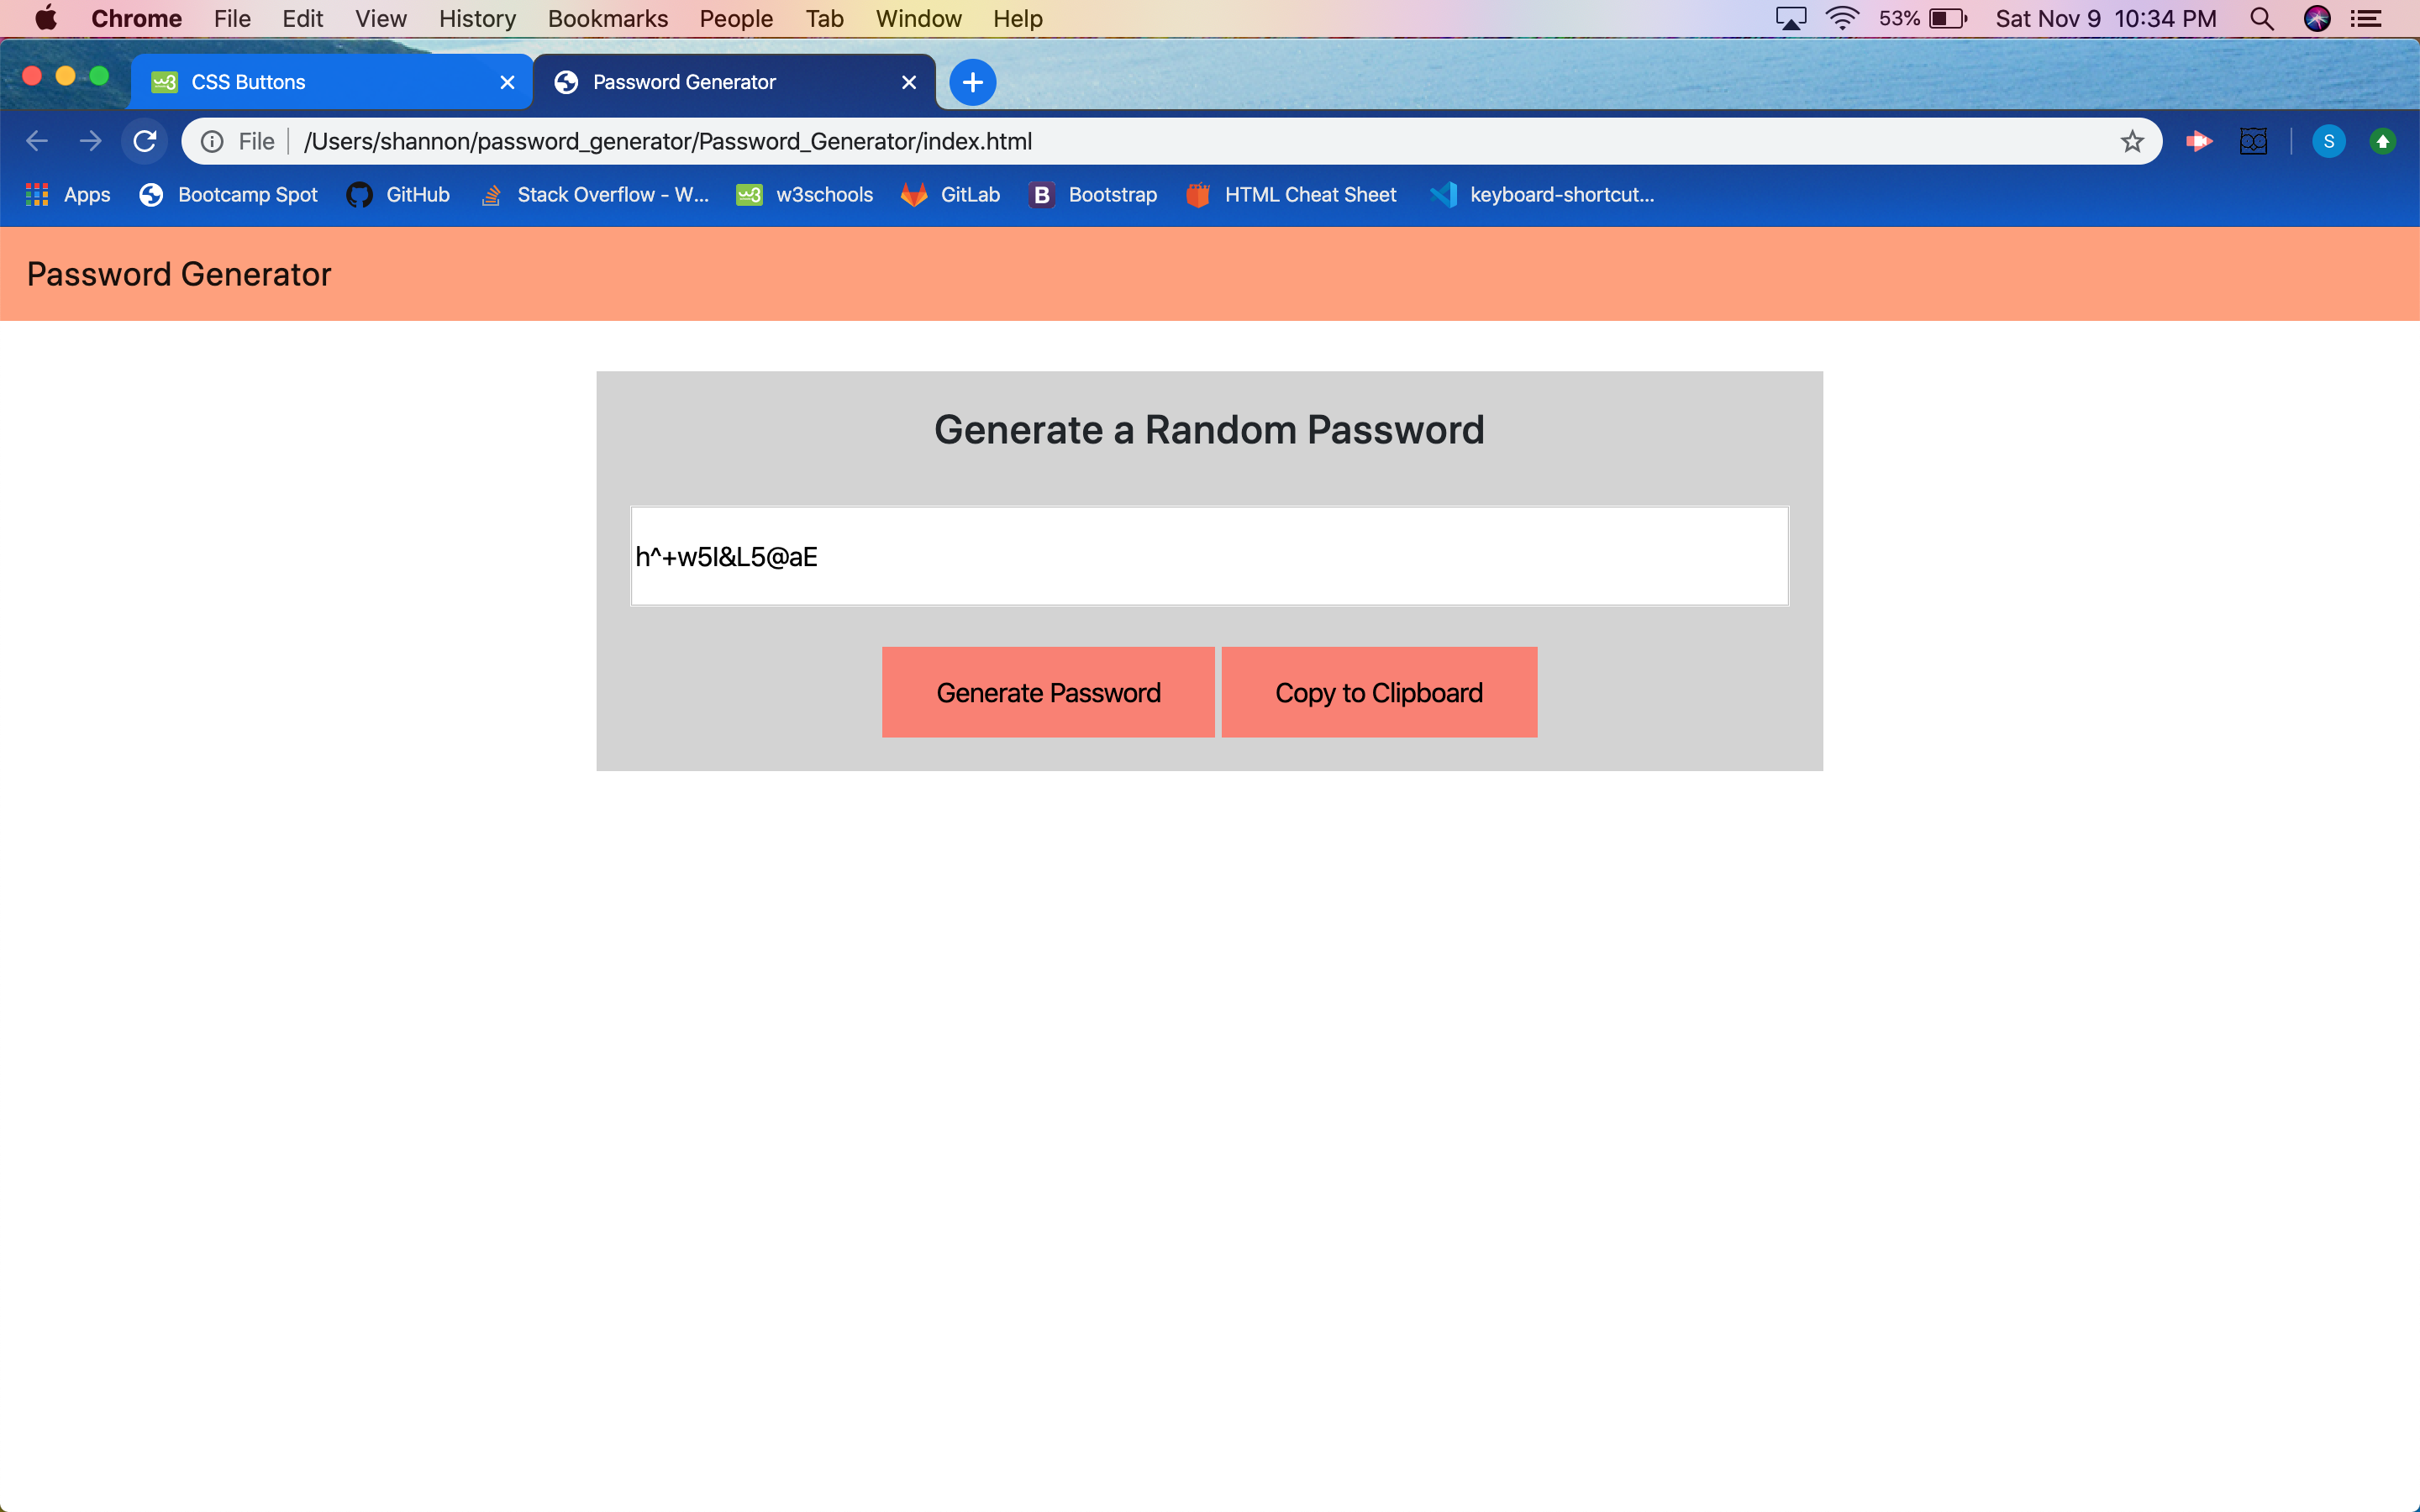 Chrome File Edit View History Bookmarks People Tab Window Help 53% Sat Nov 9 10:34 PM
CSS Buttons Password Generator
File /Users/shannon/password_generator/Password_Generator/index.html S
Apps Bootcamp Spot GitHub Stack Overflow - W... w3schools GitLab B Bootstrap HTML Cheat Sheet keyboard-shortcut...
Password Generator
Generate a Random Password
h^+w5l&L5@aE
Generate Password Copy to Clipboard